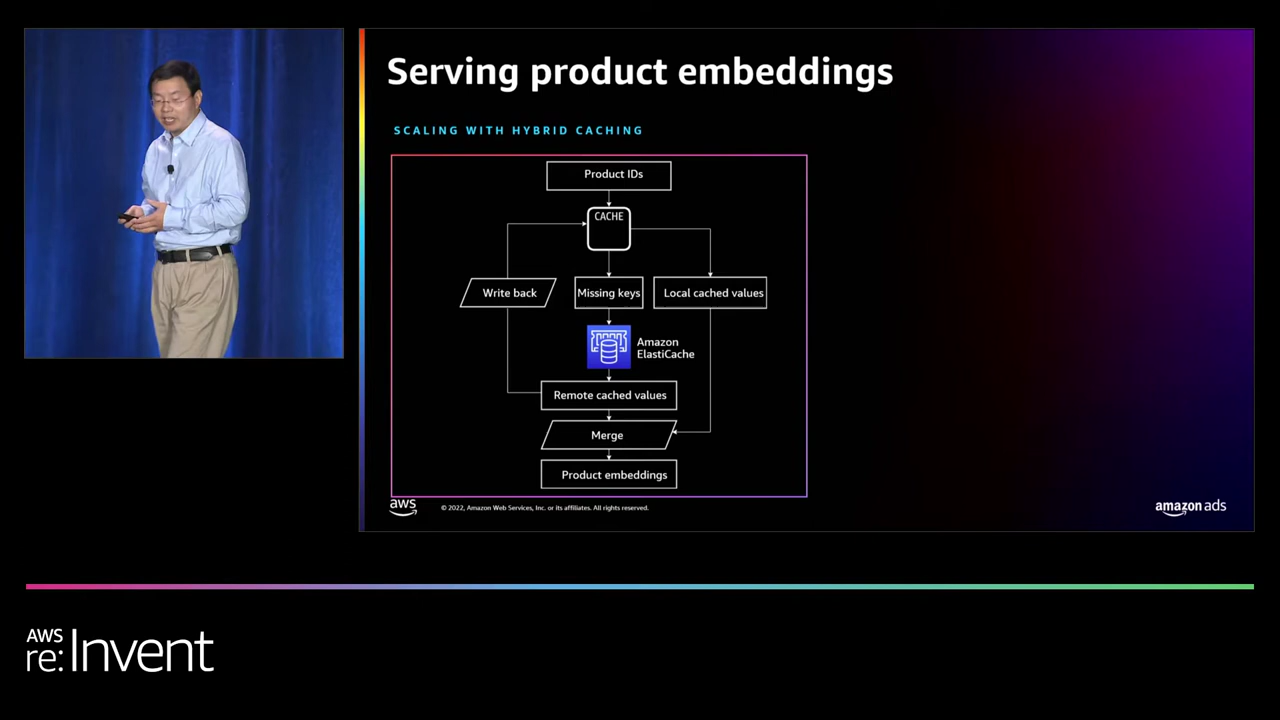 Serving product embeddings
SCALING WITH HYBRID CACHING
Product IDs
CACHE
Write back
Missing keys
Local cached values
Amazon
ElastiCache
Remote cached values
Merge
Product embeddings
aws
© 2022, Amazon Web Services, Inc. or its affiliates. All rights reserved.
amazon ads
AWS
re:Invent